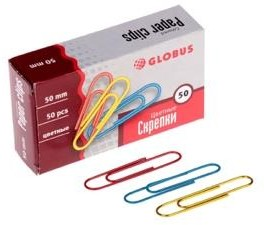 Paper clips
50 mm
GLOBUS
50 mm
50 pcs
цветные
Цветные
Скрепки
50